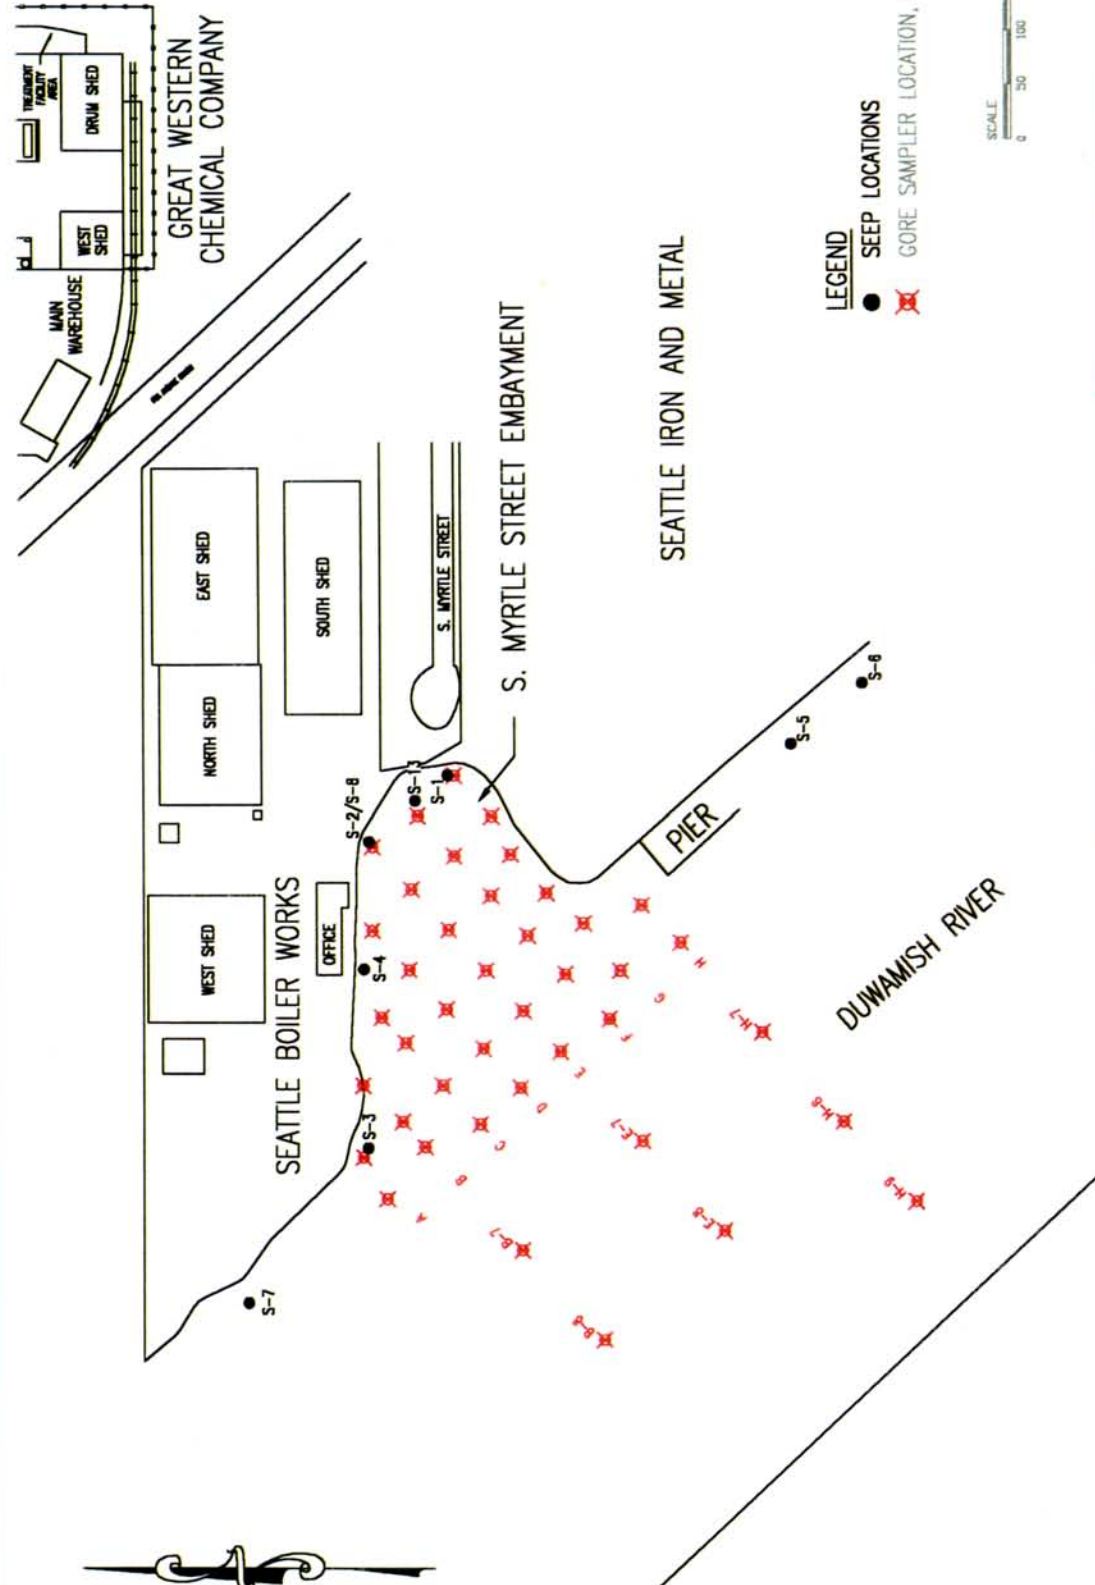 GREAT WESTERN
CHEMICAL COMPANY
TREATMENT
FACILITY
AREA
DRUM SHED
WEST
SHED
MAIN
WAREHOUSE
EAST SHED
NORTH SHED
SOUTH SHED
WEST SHED
OFFICE
SEATTLE BOILER WORKS
S. MYRTLE STREET
S. MYRTLE STREET EMBAYMENT
SEATTLE IRON AND METAL
PIER
DUWAMISH RIVER
S-7
S-3
S-4
S-2/S-8
S-13
S-1
S-5
S-6
A
B
C
D
E
F
G
H
B-7
B-8
E-7
E-8
H-7
H-8
H-9
LEGEND
SEEP LOCATIONS
GORE SAMPLER LOCATION,
SCALE
0 50 100